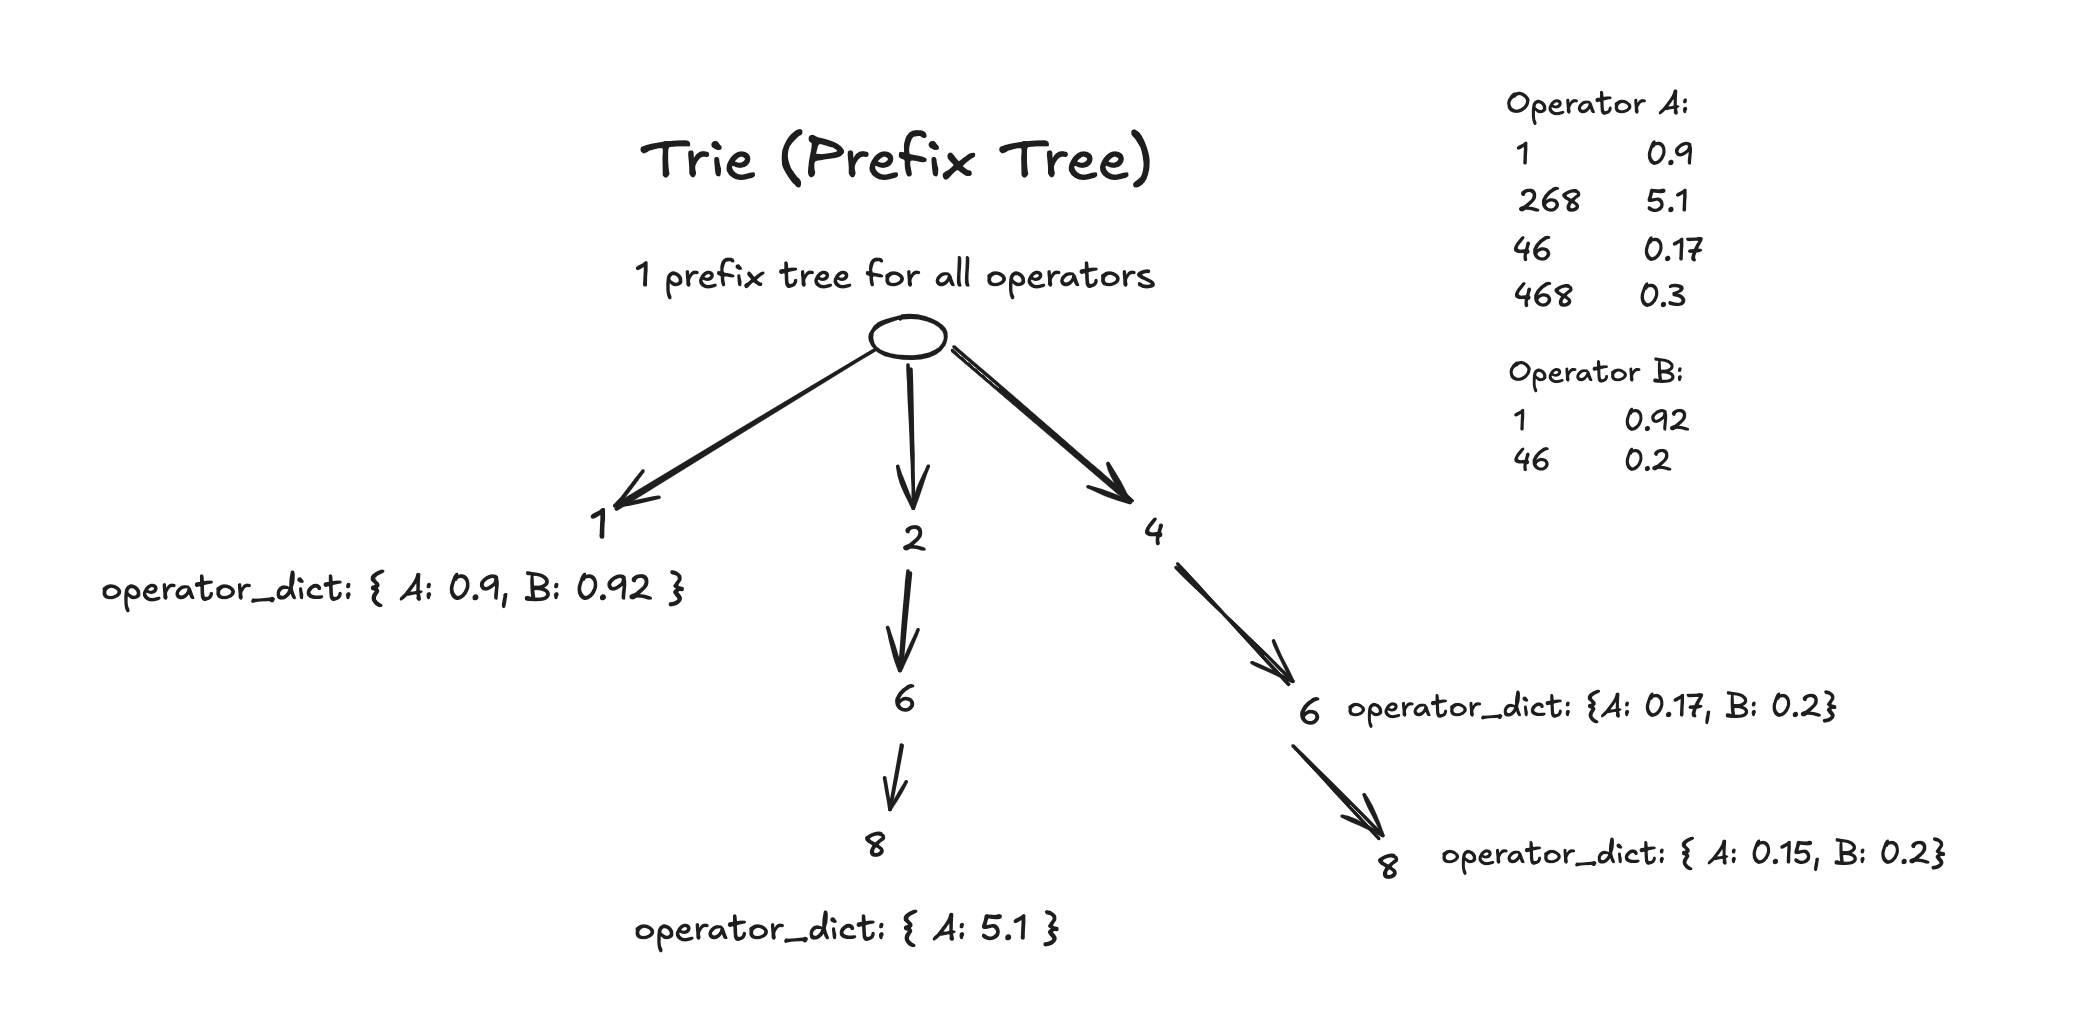 Trie (Prefix Tree)
1 prefix tree for all operators
1
operator_dict: { A: 0.9, B: 0.92 }
2
6
8
operator_dict: { A: 5.1 }
4
6 operator_dict: {A: 0.17, B: 0.2}
8 operator_dict: { A: 0.15, B: 0.2}
Operator A:
1 0.9
268 5.1
46 0.17
468 0.3
Operator B:
1 0.92
46 0.2